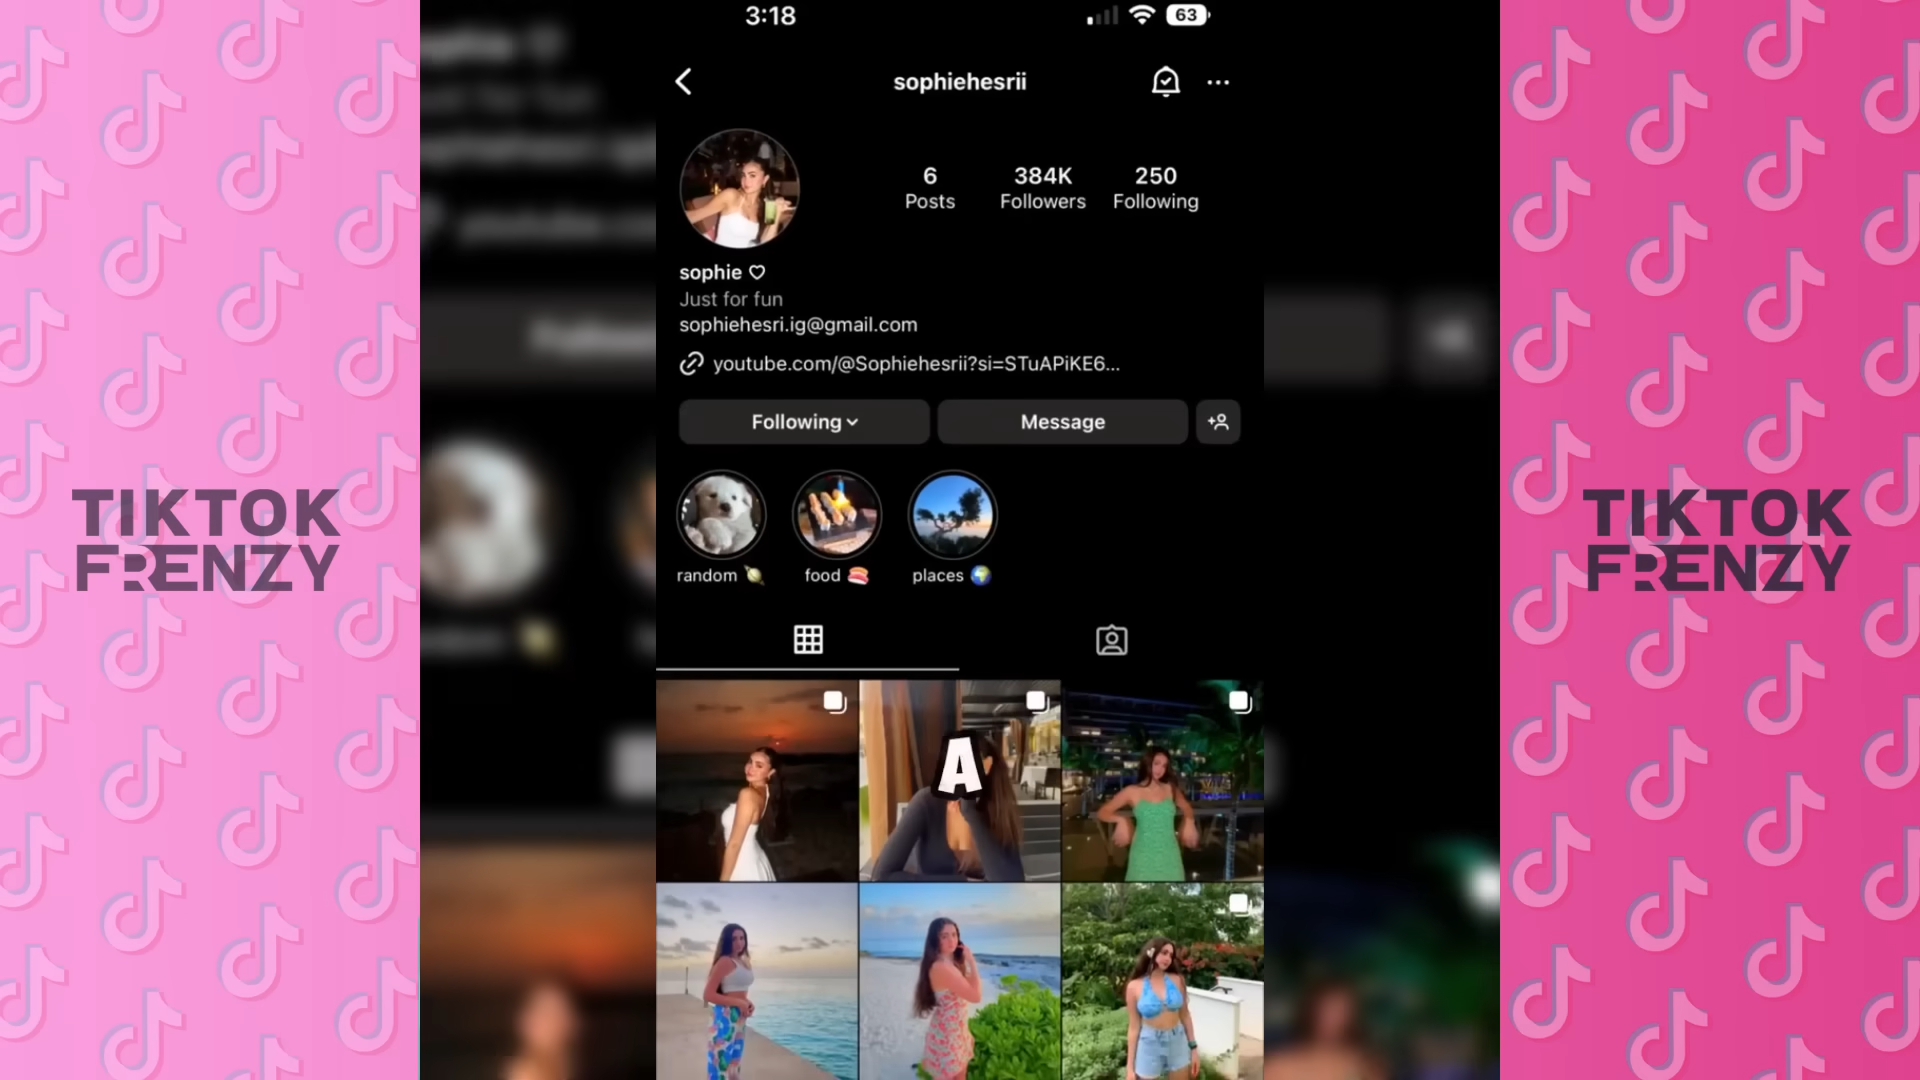 3:18
63
sophiehesrii
6
384K
250
Posts
Followers
Following
sophie ♡
Just for fun
sophiehesri.ig@gmail.com
youtube.com/@Sophiehesrii?si=STuAPiKE6...
Following
Message
random 🪐
food 🍣
places 🌍
A
TIKTOK
FRENZY
TIKTOK
FRENZY